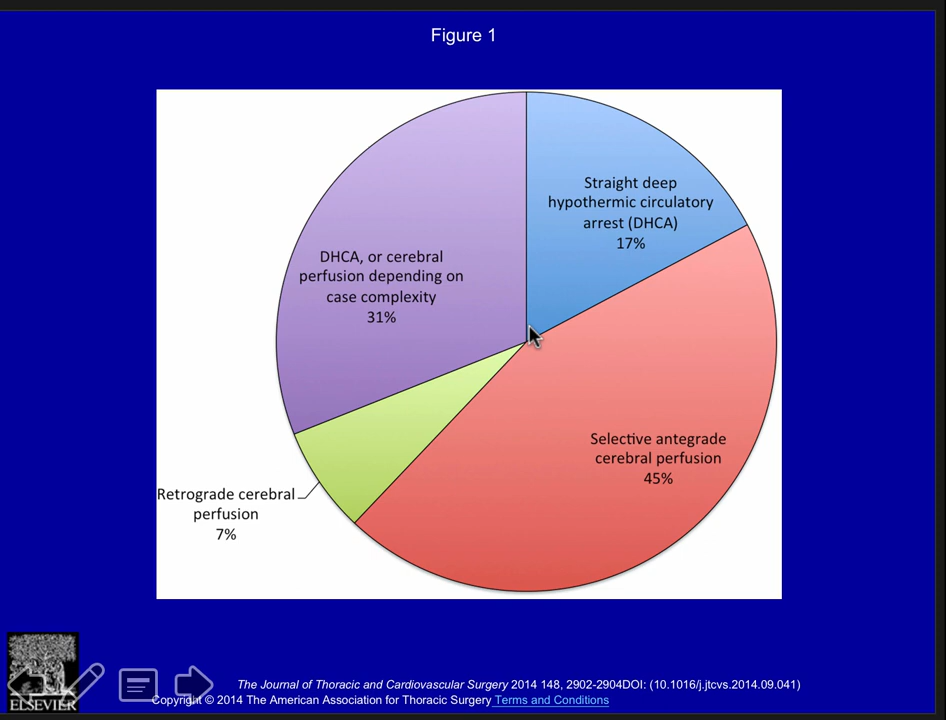 Figure 1
Straight deep
hypothermic circulatory
arrest (DHCA)
17%
DHCA, or cerebral
perfusion depending on
case complexity
31%
Selective antegrade
cerebral perfusion
45%
Retrograde cerebral
perfusion
7%
ELSEVIER
The Journal of Thoracic and Cardiovascular Surgery 2014 148, 2902-2904DOI: (10.1016/j.jtcvs.2014.09.041)
Copyright © 2014 The American Association for Thoracic Surgery Terms and Conditions